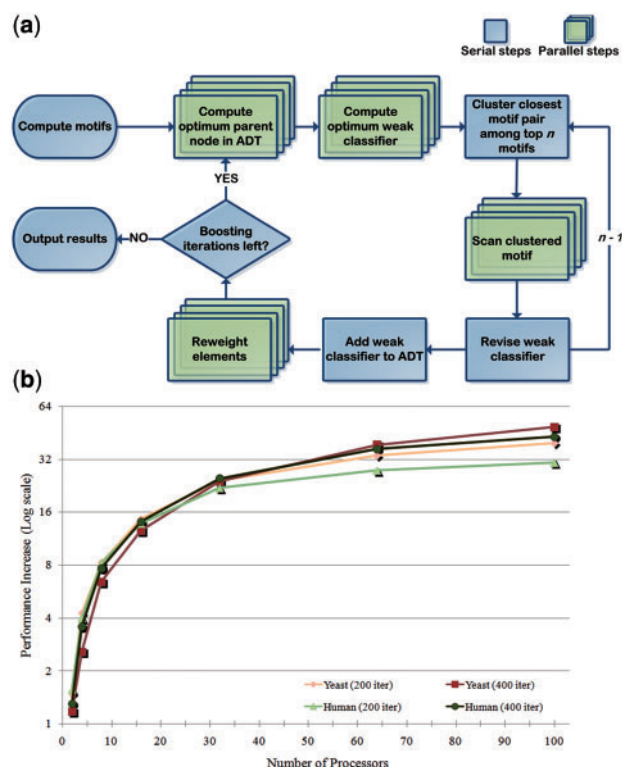 (a)
Serial steps
Parallel steps
Compute motifs
Compute
optimum parent
node in ADT
Compute
optimum weak
classifier
Cluster closest
motif pair
among top n
motifs
YES
Output results
NO
Boosting
iterations left?
Scan clustered
motif
n - 1
Reweight
elements
Add weak
classifier to ADT
Revise weak
classifier
(b)
Performance Increase (Log scale)
64
32
16
8
4
2
1
Yeast (200 iter)
Yeast (400 iter)
Human (200 iter)
Human (400 iter)
0 10 20 30 40 50 60 70 80 90 100
Number of Processors